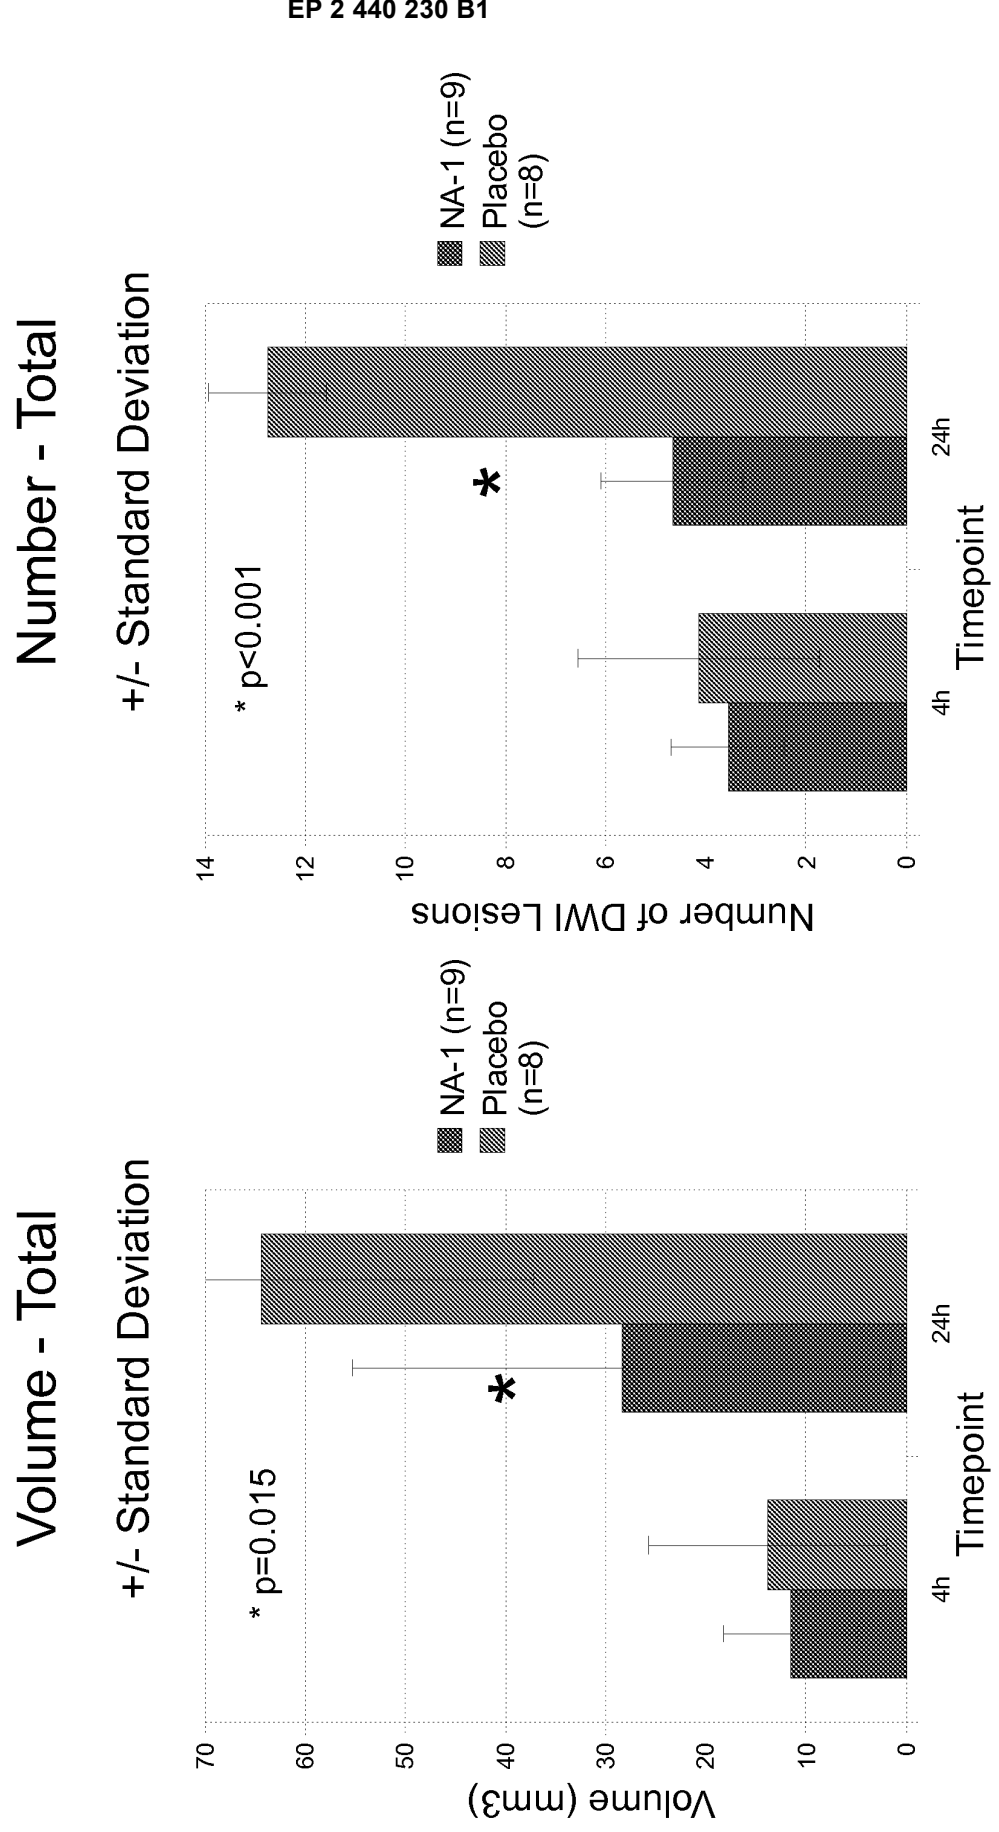 EP 2 440 230 B1
Volume - Total
+/- Standard Deviation
* p=0.015
*
Volume (mm3)
70
60
50
40
30
20
10
0
4h
24h
Timepoint
NA-1 (n=9)
Placebo
(n=8)
Number - Total
+/- Standard Deviation
* p<0.001
*
Number of DWI Lesions
14
12
10
8
6
4
2
0
4h
24h
Timepoint
NA-1 (n=9)
Placebo
(n=8)